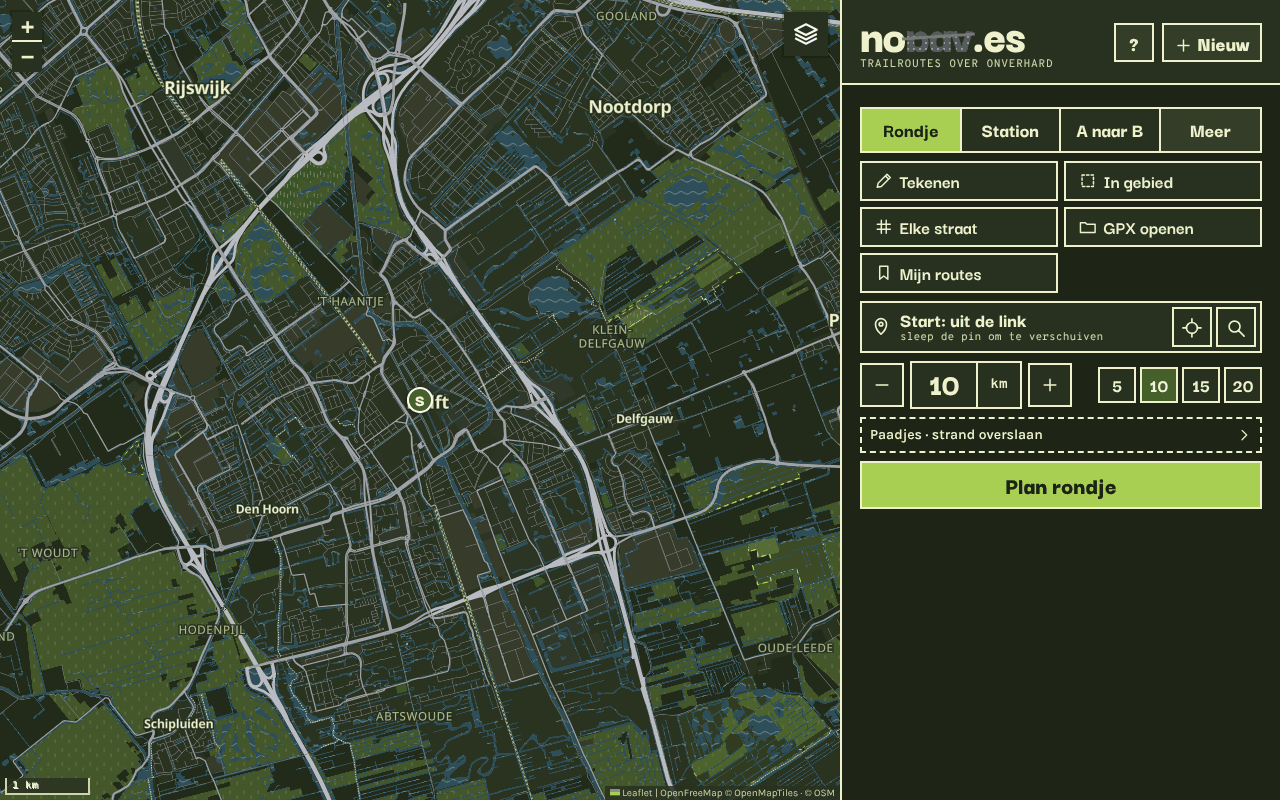 +
−
GOOLAND
Rijswijk
Nootdorp
'T HAANTJE
KLEIN-
DELFGAUW
P
S lft
Delfgauw
Den Hoorn
'T WOUDT
ND
HODENPIJL
OUDE LEEDE
Schipluiden
ABTSWOUDE
1 km
Leaflet | OpenFreeMap © OpenMapTiles · © OSM
nopav.es
TRAILROUTES OVER ONVERHARD
?
+ Nieuw
Rondje
Station
A naar B
Meer
Tekenen
In gebied
Elke straat
GPX openen
Mijn routes
Start: uit de link
sleep de pin om te verschuiven
− 10 km +
5 10 15 20
Paadjes · strand overslaan
Plan rondje